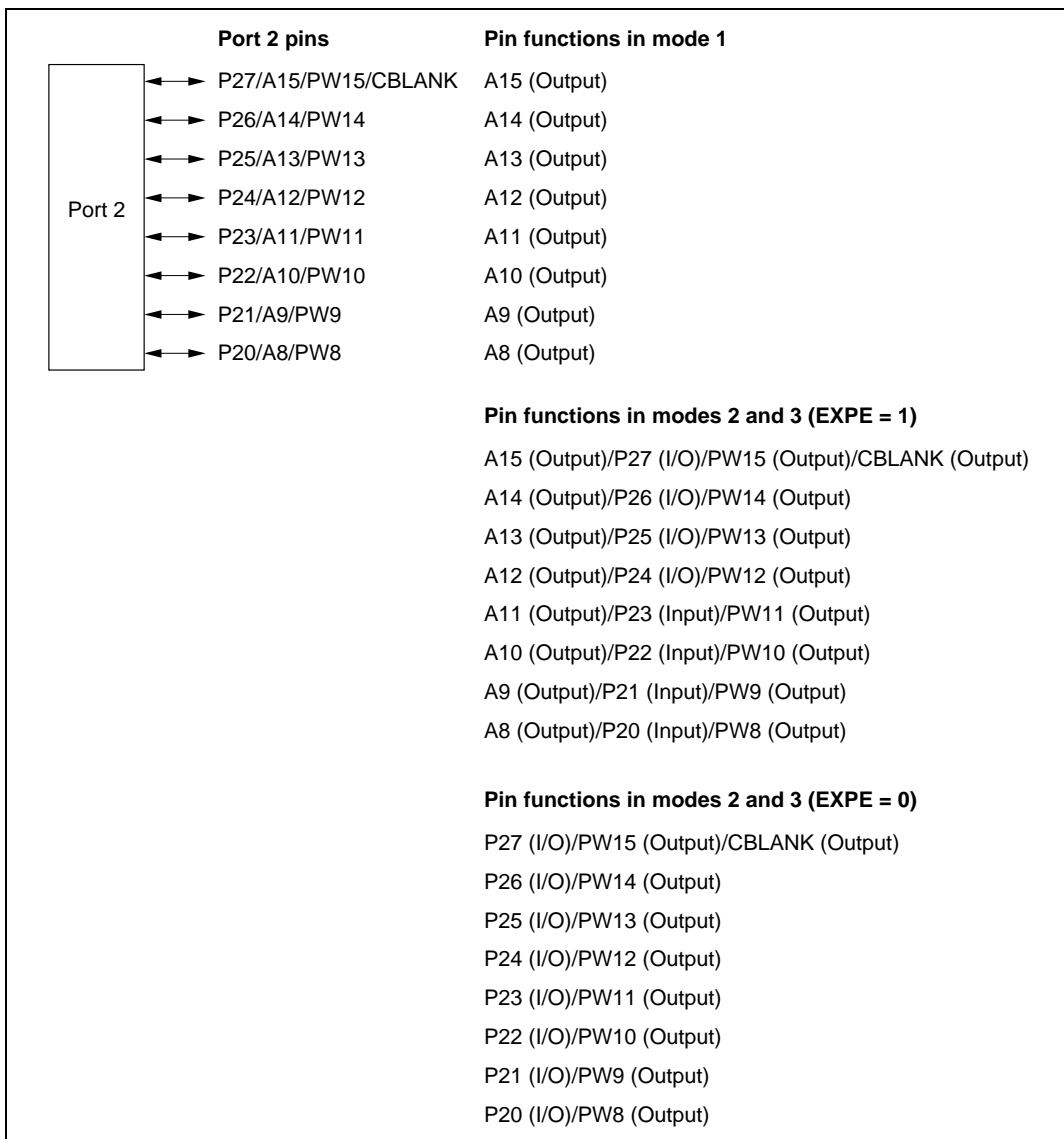 Port 2 pins Pin functions in mode 1
P27/A15/PW15/CBLANK A15 (Output)
P26/A14/PW14 A14 (Output)
P25/A13/PW13 A13 (Output)
P24/A12/PW12 A12 (Output)
Port 2
P23/A11/PW11 A11 (Output)
P22/A10/PW10 A10 (Output)
P21/A9/PW9 A9 (Output)
P20/A8/PW8 A8 (Output)
Pin functions in modes 2 and 3 (EXPE = 1)
A15 (Output)/P27 (I/O)/PW15 (Output)/CBLANK (Output)
A14 (Output)/P26 (I/O)/PW14 (Output)
A13 (Output)/P25 (I/O)/PW13 (Output)
A12 (Output)/P24 (I/O)/PW12 (Output)
A11 (Output)/P23 (Input)/PW11 (Output)
A10 (Output)/P22 (Input)/PW10 (Output)
A9 (Output)/P21 (Input)/PW9 (Output)
A8 (Output)/P20 (Input)/PW8 (Output)
Pin functions in modes 2 and 3 (EXPE = 0)
P27 (I/O)/PW15 (Output)/CBLANK (Output)
P26 (I/O)/PW14 (Output)
P25 (I/O)/PW13 (Output)
P24 (I/O)/PW12 (Output)
P23 (I/O)/PW11 (Output)
P22 (I/O)/PW10 (Output)
P21 (I/O)/PW9 (Output)
P20 (I/O)/PW8 (Output)